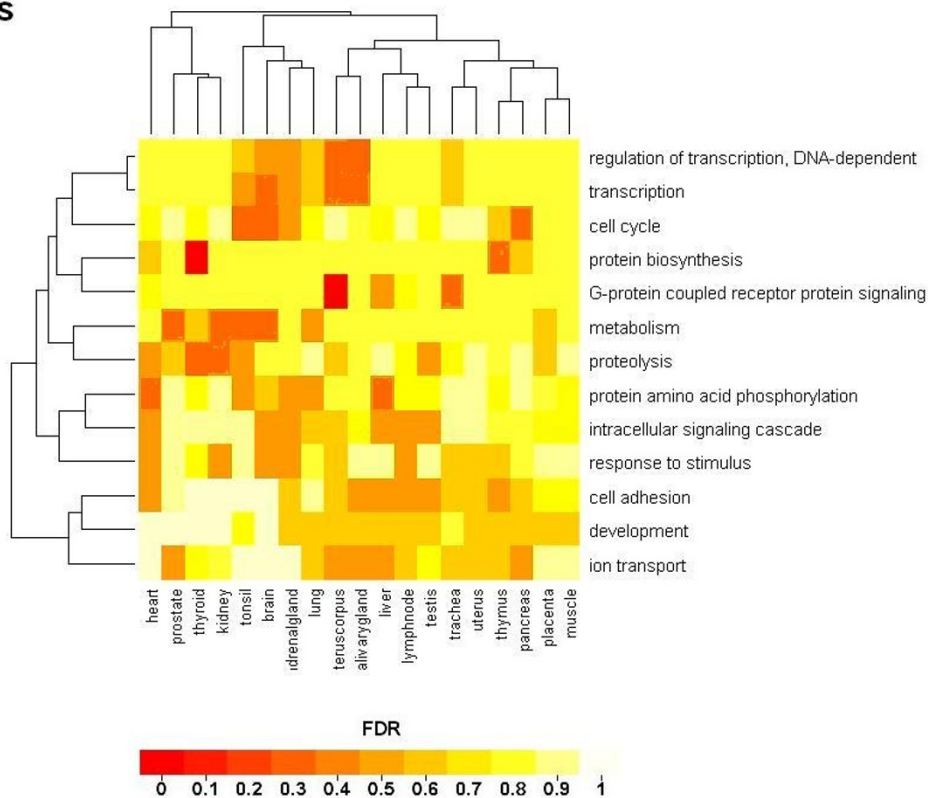 s
regulation of transcription, DNA-dependent
transcription
cell cycle
protein biosynthesis
G-protein coupled receptor protein signaling
metabolism
proteolysis
protein amino acid phosphorylation
intracellular signaling cascade
response to stimulus
cell adhesion
development
ion transport
heart
prostate
thyroid
kidney
tonsil
brain
drenalgland
lung
teruscorpus
alivarygland
liver
lymphnode
testis
trachea
uterus
thymus
pancreas
placenta
muscle
FDR
0 0.1 0.2 0.3 0.4 0.5 0.6 0.7 0.8 0.9 1